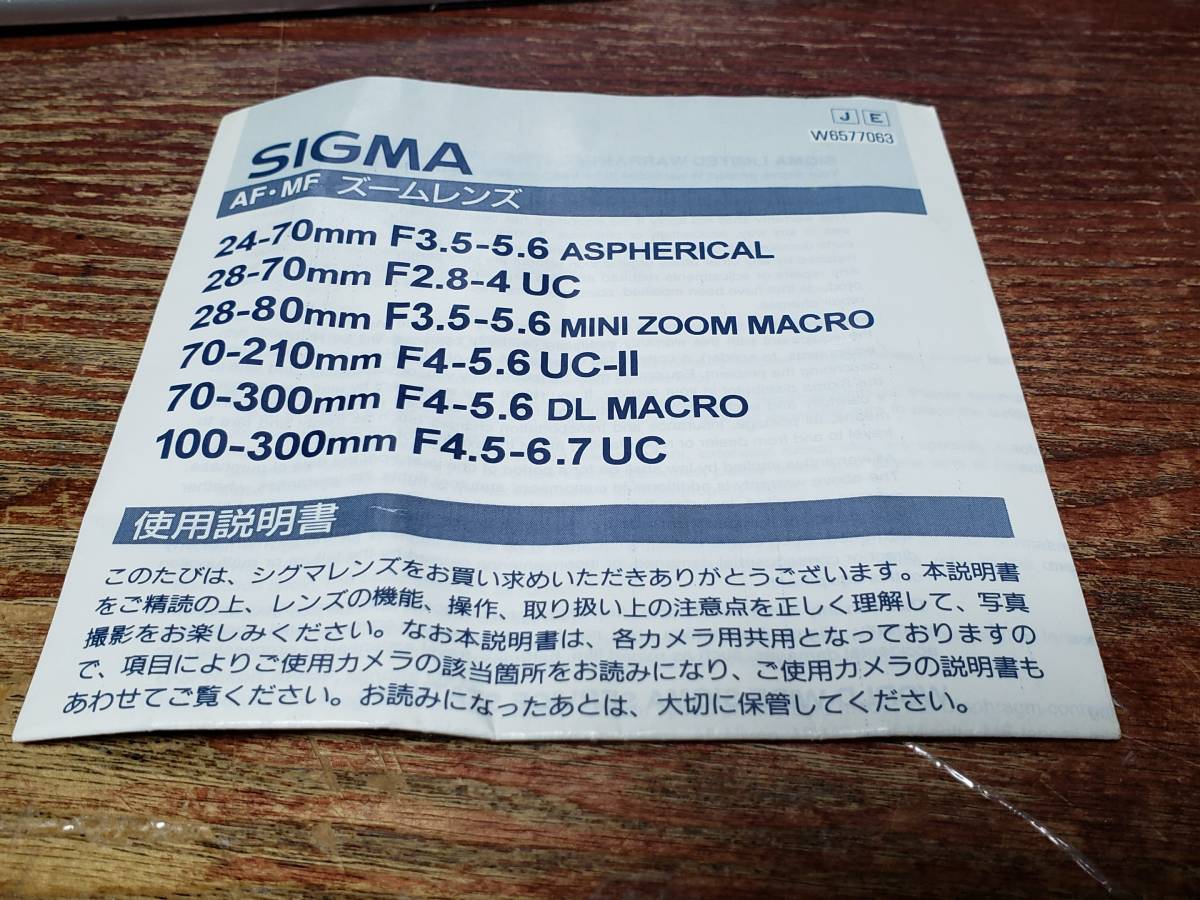 J E
W6577063
SIGMA
AF・MF ズームレンズ
24-70mm F3.5-5.6 ASPHERICAL
28-70mm F2.8-4 UC
28-80mm F3.5-5.6 MINI ZOOM MACRO
70-210mm F4-5.6 UC-II
70-300mm F4-5.6 DL MACRO
100-300mm F4.5-6.7 UC
使用説明書
このたびは、シグマレンズをお買い求めいただきありがとうございます。本説明書
をご精読の上、レンズの機能、操作、取り扱い上の注意点を正しく理解して、写真
撮影をお楽しみください。なお本説明書は、各カメラ用共用となっておりますの
で、項目によりご使用カメラの該当箇所をお読みになり、ご使用カメラの説明書も
あわせてご覧ください。お読みになったあとは、大切に保管してください。